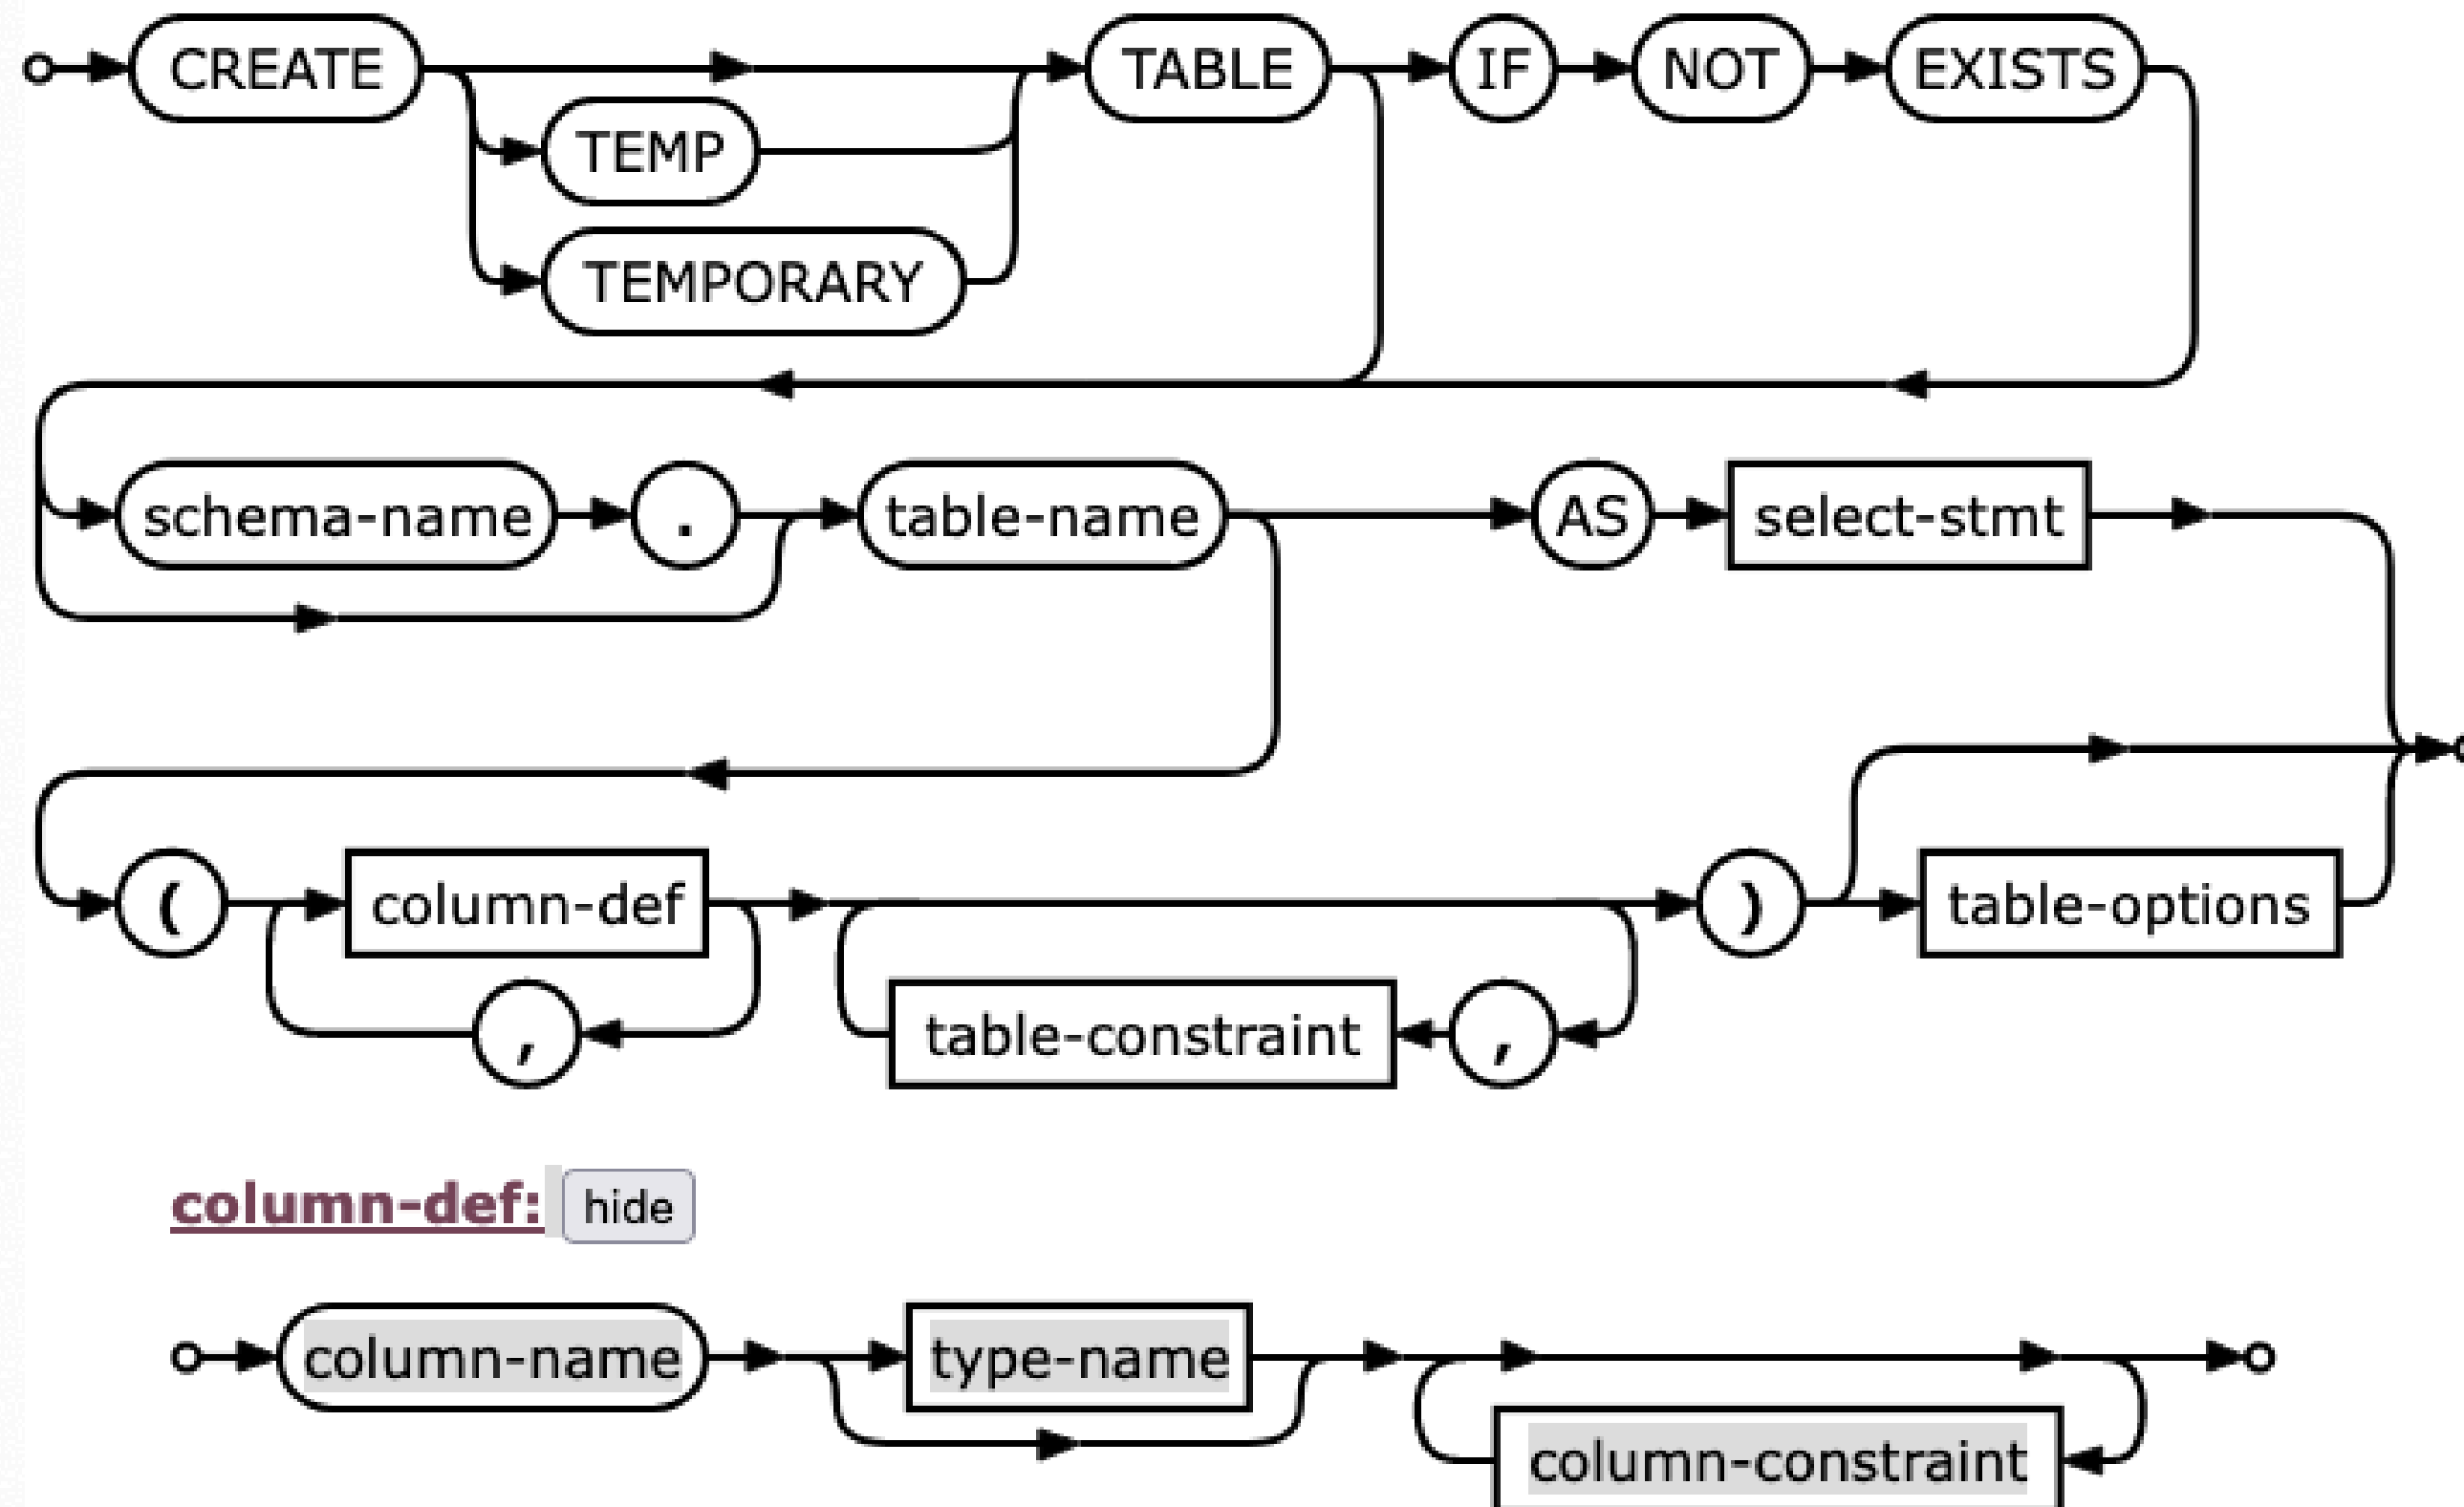 CREATE TABLE IF NOT EXISTS
TEMP
TEMPORARY
schema-name . table-name AS select-stmt
( column-def ) table-options
, table-constraint ,
column-def: hide
column-name type-name
column-constraint